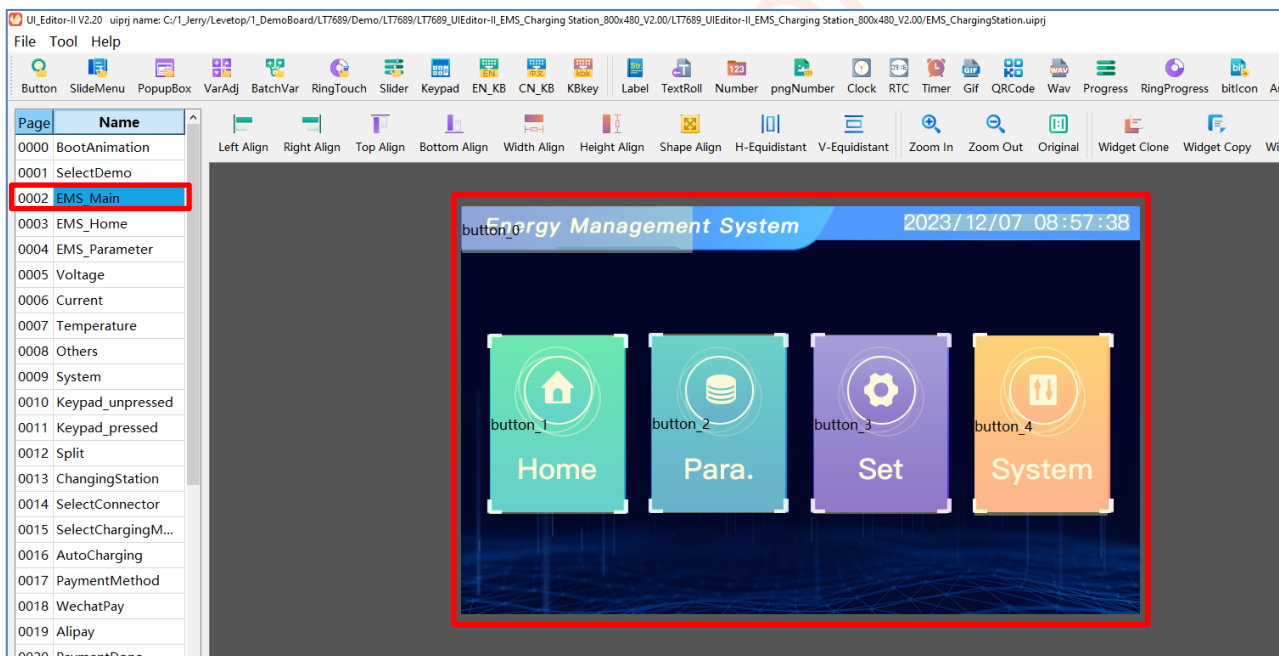 UI_Editor-II V2.20 uiprj name: C:/1_Jerry/Levetop/1_DemoBoard/LT7689/Demo/LT7689/LT7689_UIEditor-II_EMS_Charging Station_800x480_V2.00/LT7689_UIEditor-II_EMS_Charging Station_800x480_V2.00/EMS_ChargingStation.uiprj
File Tool Help
Button SlideMenu PopupBox VarAdj BatchVar RingTouch Slider Keypad EN_KB CN_KB KBkey Label TextRoll Number pngNumber Clock RTC Timer Gif QRCode Wav Progress RingProgress bitIcon
Left Align Right Align Top Align Bottom Align Width Align Height Align Shape Align H-Equidistant V-Equidistant Zoom In Zoom Out Original Widget Clone Widget Copy
Page Name
0000 BootAnimation
0001 SelectDemo
0002 EMS_Main
0003 EMS_Home
0004 EMS_Parameter
0005 Voltage
0006 Current
0007 Temperature
0008 Others
0009 System
0010 Keypad_unpressed
0011 Keypad_pressed
0012 Split
0013 ChangingStation
0014 SelectConnector
0015 SelectChargingM...
0016 AutoCharging
0017 PaymentMethod
0018 WechatPay
0019 Alipay
Energy Management System
button_0
2023/12/07 08:57:38
button_1
Home
button_2
Para.
button_3
Set
button_4
System